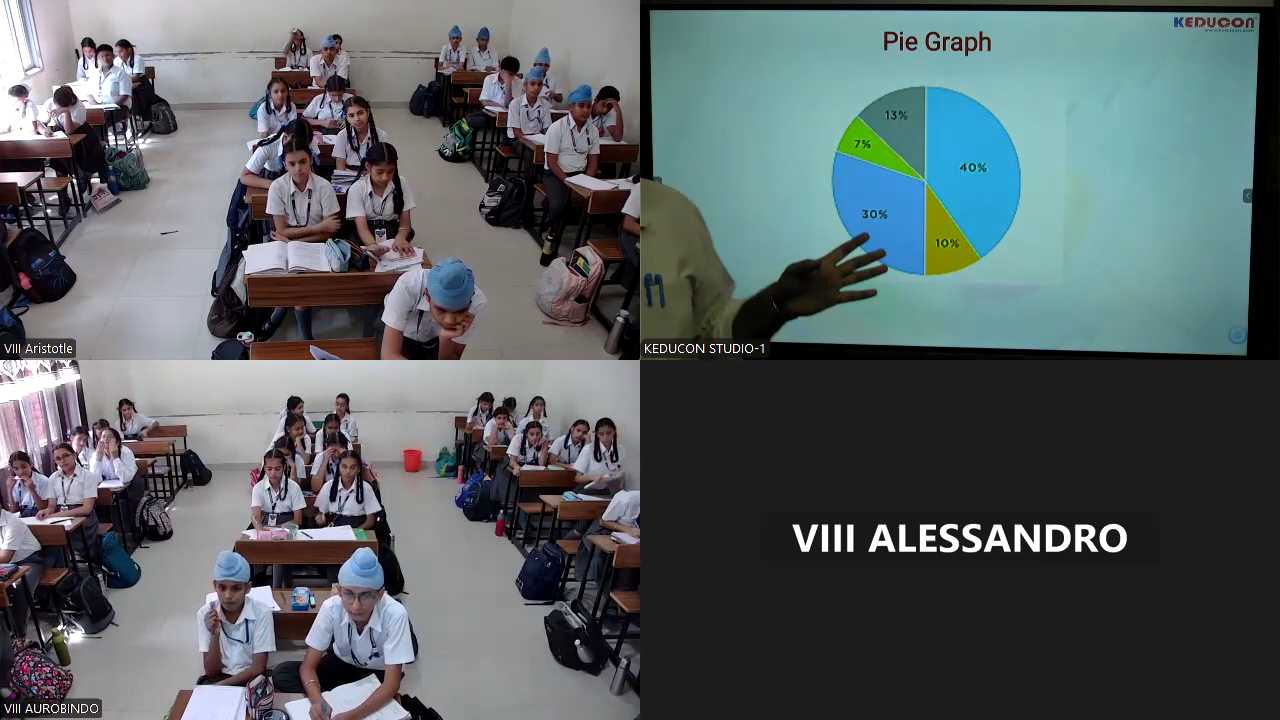 KEDUCON
Pie Graph
13%
40%
7%
30%
10%
VIII Aristotle
KEDUCON STUDIO-1
VIII AUROBINDO
VIII ALESSANDRO